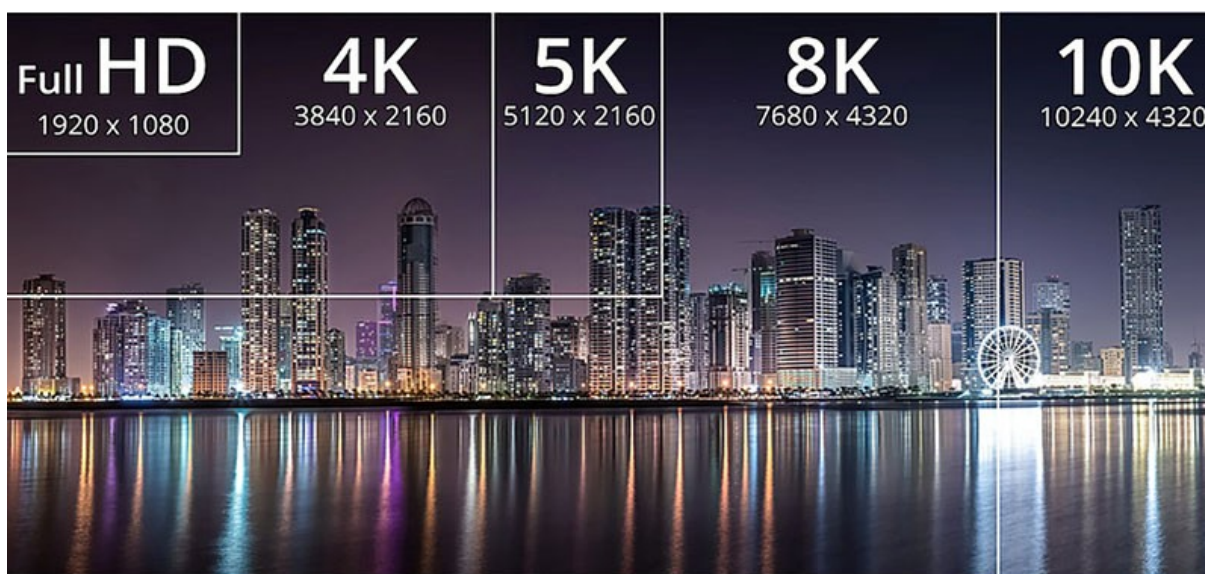 Full HD
1920 x 1080
4K
3840 x 2160
5K
5120 x 2160
8K
7680 x 4320
10K
10240 x 4320